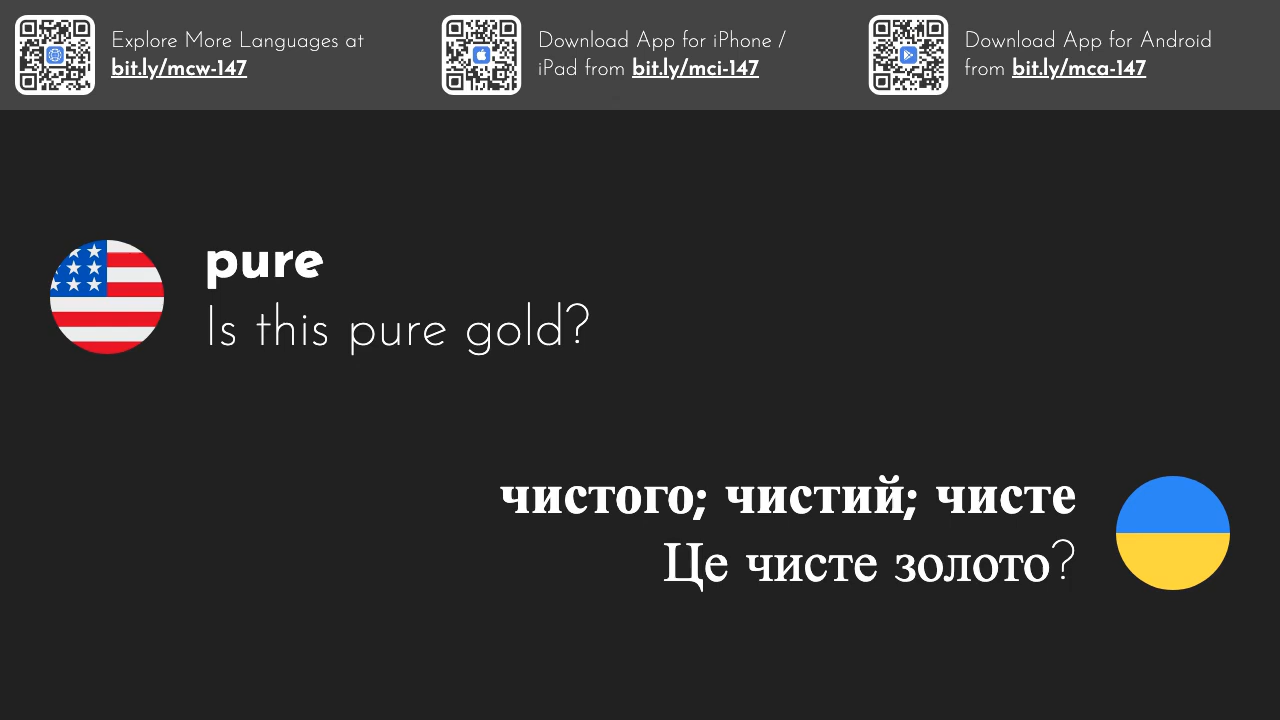 Explore More Languages at
bit.ly/mcw-147
Download App for iPhone /
iPad from bit.ly/mci-147
Download App for Android
from bit.ly/mca-147
pure
Is this pure gold?
чистого; чистий; чисте
Це чисте золото?